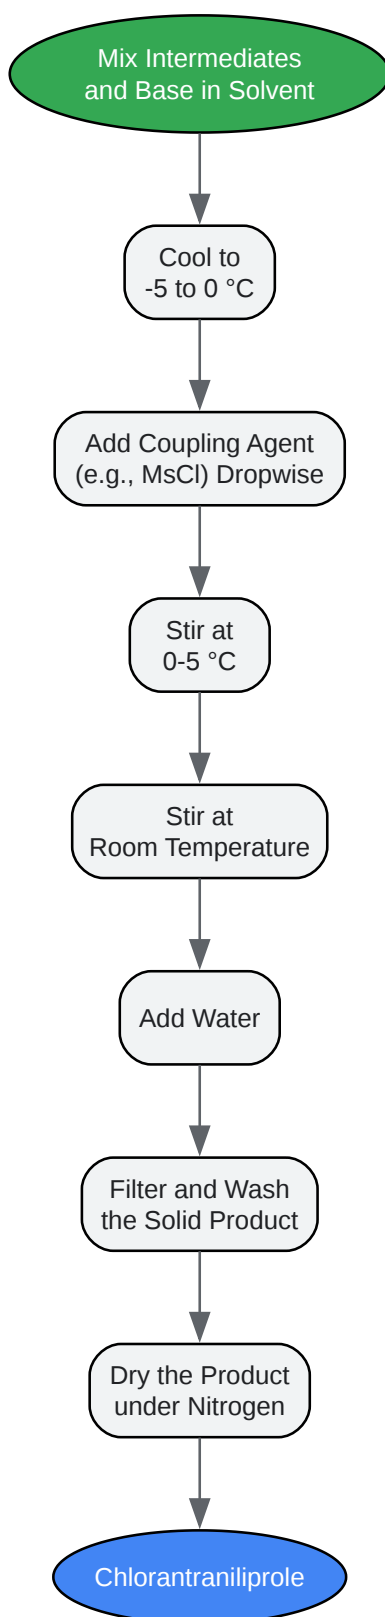 Mix Intermediates
and Base in Solvent
Cool to
-5 to 0 °C
Add Coupling Agent
(e.g., MsCl) Dropwise
Stir at
0-5 °C
Stir at
Room Temperature
Add Water
Filter and Wash
the Solid Product
Dry the Product
under Nitrogen
Chlorantraniliprole